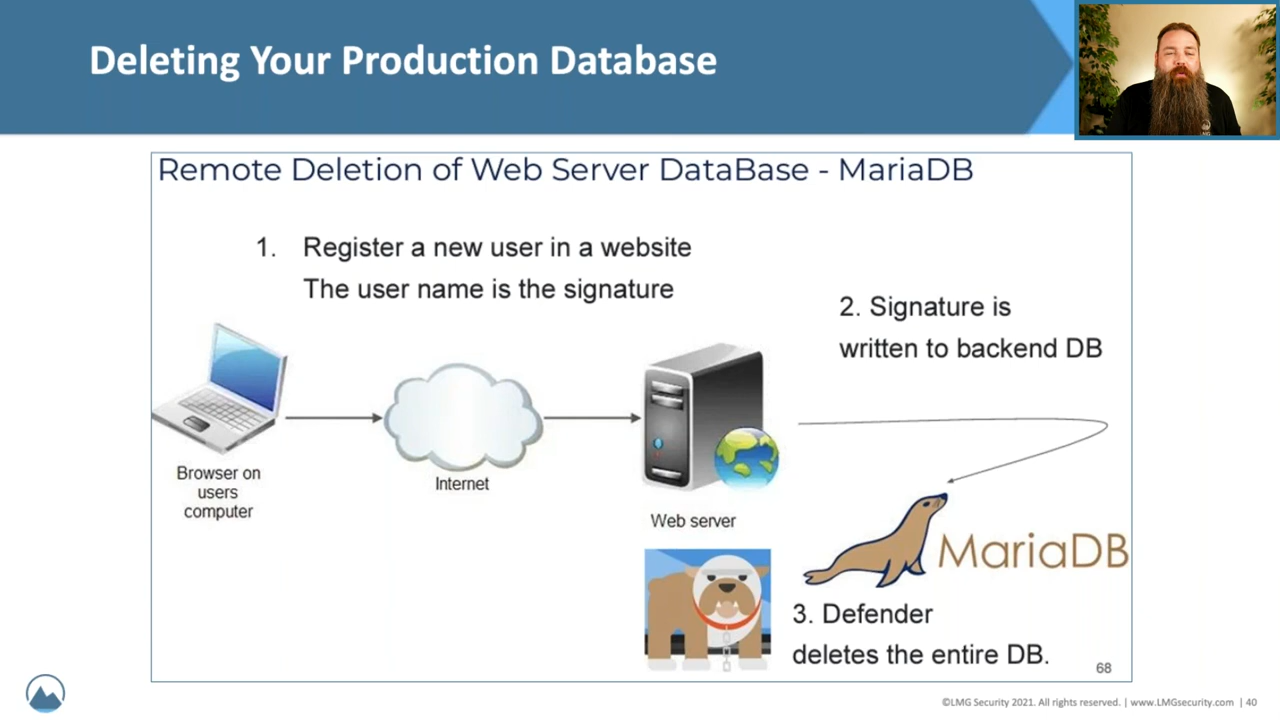 Deleting Your Production Database
Remote Deletion of Web Server DataBase - MariaDB
1. Register a new user in a website
The user name is the signature
2. Signature is
written to backend DB
Browser on
users
computer
Internet
Web server
MariaDB
3. Defender
deletes the entire DB.
68
©LMG Security 2021. All rights reserved. | www.LMGsecurity.com | 40